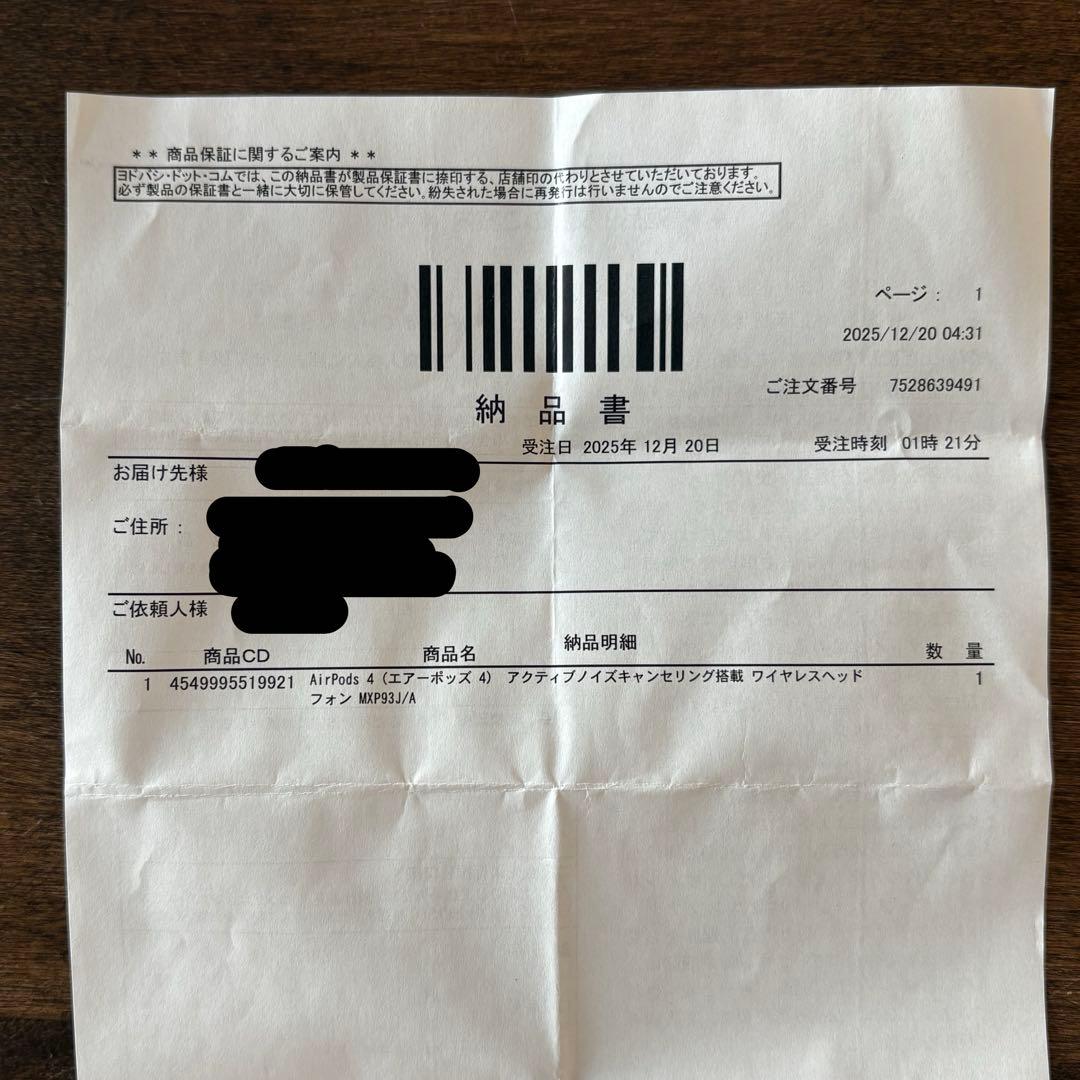 ** 商品保証に関するご案内 **
ヨドバシ・ドット・コムでは、この納品書が製品保証書に捺印する、店舗印の代わりとさせていただいております。
必ず製品の保証書と一緒に大切に保管してください。紛失された場合に再発行は行いませんのでご注意ください。
ページ： 1
2025/12/20 04:31
ご注文番号 7528639491
納 品 書
受注日 2025年 12月 20日 受注時刻 01時 21分
お届け先様
ご住所：
ご依頼人様
納品明細
No. 商品CD 商品名 数 量
1 4549995519921 AirPods 4（エアーポッズ 4） アクティブノイズキャンセリング搭載 ワイヤレスヘッド 1
フォン MXP93J/A